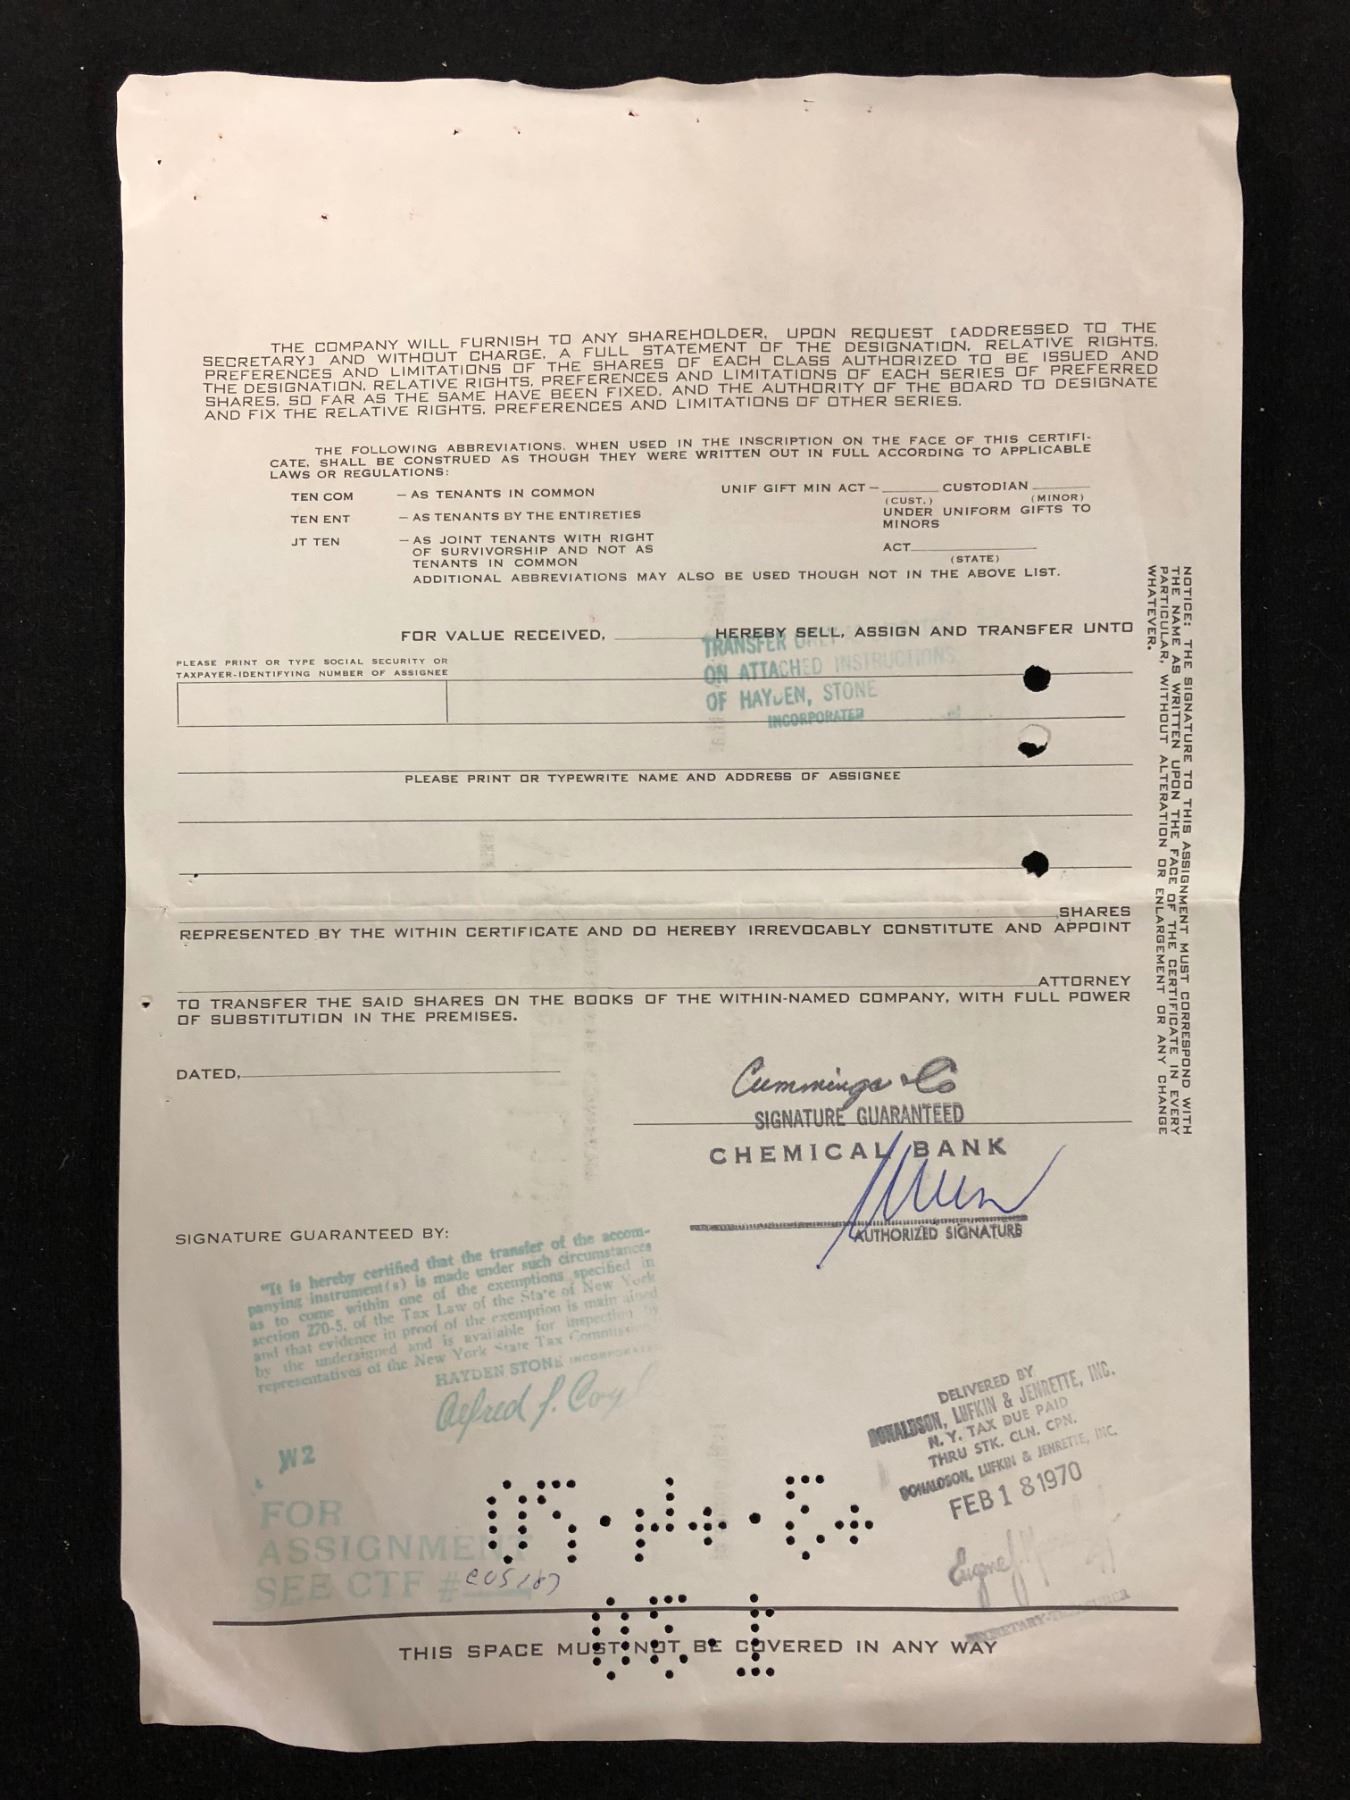 THE COMPANY WILL FURNISH TO ANY SHAREHOLDER, UPON REQUEST [ADDRESSED TO THE
SECRETARY] AND WITHOUT CHARGE, A FULL STATEMENT OF THE DESIGNATION, RELATIVE RIGHTS,
PREFERENCES AND LIMITATIONS OF THE SHARES OF EACH CLASS AUTHORIZED TO BE ISSUED AND
THE DESIGNATION, RELATIVE RIGHTS, PREFERENCES AND LIMITATIONS OF EACH SERIES OF PREFERRED
SHARES, SO FAR AS THE SAME HAVE BEEN FIXED, AND THE AUTHORITY OF THE BOARD TO DESIGNATE
AND FIX THE RELATIVE RIGHTS, PREFERENCES AND LIMITATIONS OF OTHER SERIES.
THE FOLLOWING ABBREVIATIONS, WHEN USED IN THE INSCRIPTION ON THE FACE OF THIS CERTIFI-
CATE, SHALL BE CONSTRUED AS THOUGH THEY WERE WRITTEN OUT IN FULL ACCORDING TO APPLICABLE
LAWS OR REGULATIONS:
TEN COM — AS TENANTS IN COMMON
TEN ENT — AS TENANTS BY THE ENTIRETIES
JT TEN — AS JOINT TENANTS WITH RIGHT
OF SURVIVORSHIP AND NOT AS
TENANTS IN COMMON
UNIF GIFT MIN ACT — ______ CUSTODIAN ______
(CUST.) (MINOR)
UNDER UNIFORM GIFTS TO
MINORS
ACT______
(STATE)
ADDITIONAL ABBREVIATIONS MAY ALSO BE USED THOUGH NOT IN THE ABOVE LIST.
NOTICE: THE SIGNATURE TO THIS ASSIGNMENT MUST CORRESPOND WITH
THE NAME AS WRITTEN UPON THE FACE OF THE CERTIFICATE IN EVERY
PARTICULAR, WITHOUT ALTERATION OR ENLARGEMENT OR ANY CHANGE
WHATEVER.
FOR VALUE RECEIVED, ______ HEREBY SELL, ASSIGN AND TRANSFER UNTO
TRANSFER ONLY
ON ATTACHED INSTRUCTIONS
OF HAYDEN, STONE
INCORPORATED
PLEASE PRINT OR TYPE SOCIAL SECURITY OR
TAXPAYER-IDENTIFYING NUMBER OF ASSIGNEE
PLEASE PRINT OR TYPEWRITE NAME AND ADDRESS OF ASSIGNEE
SHARES
REPRESENTED BY THE WITHIN CERTIFICATE AND DO HEREBY IRREVOCABLY CONSTITUTE AND APPOINT
ATTORNEY
TO TRANSFER THE SAID SHARES ON THE BOOKS OF THE WITHIN-NAMED COMPANY, WITH FULL POWER
OF SUBSTITUTION IN THE PREMISES.
DATED,
Cummings & Co
SIGNATURE GUARANTEED
CHEMICAL BANK
AUTHORIZED SIGNATURE
SIGNATURE GUARANTEED BY:
"It is hereby certified that the transfer of the accom-
panying instrument(s) is made under such circumstances
as to come within one of the exemptions specified in
section 270-5, of the Tax Law of the State of New York
and that evidence in proof of the exemption is maintained
by the undersigned and is available for inspection by
representatives of the New York State Tax Commission
HAYDEN STONE INCORPORATED
Alfred J.
W2
FOR
ASSIGNMENT
SEE CTF #
DELIVERED BY
DONALDSON, LUFKIN & JENRETTE, INC.
N. Y. TAX DUE PAID
THRU STK. CLN. CPN.
DONALDSON, LUFKIN & JENRETTE, INC.
FEB 18 1970
Eugene
SECRETARY-TREASURER
THIS SPACE MUST NOT BE COVERED IN ANY WAY